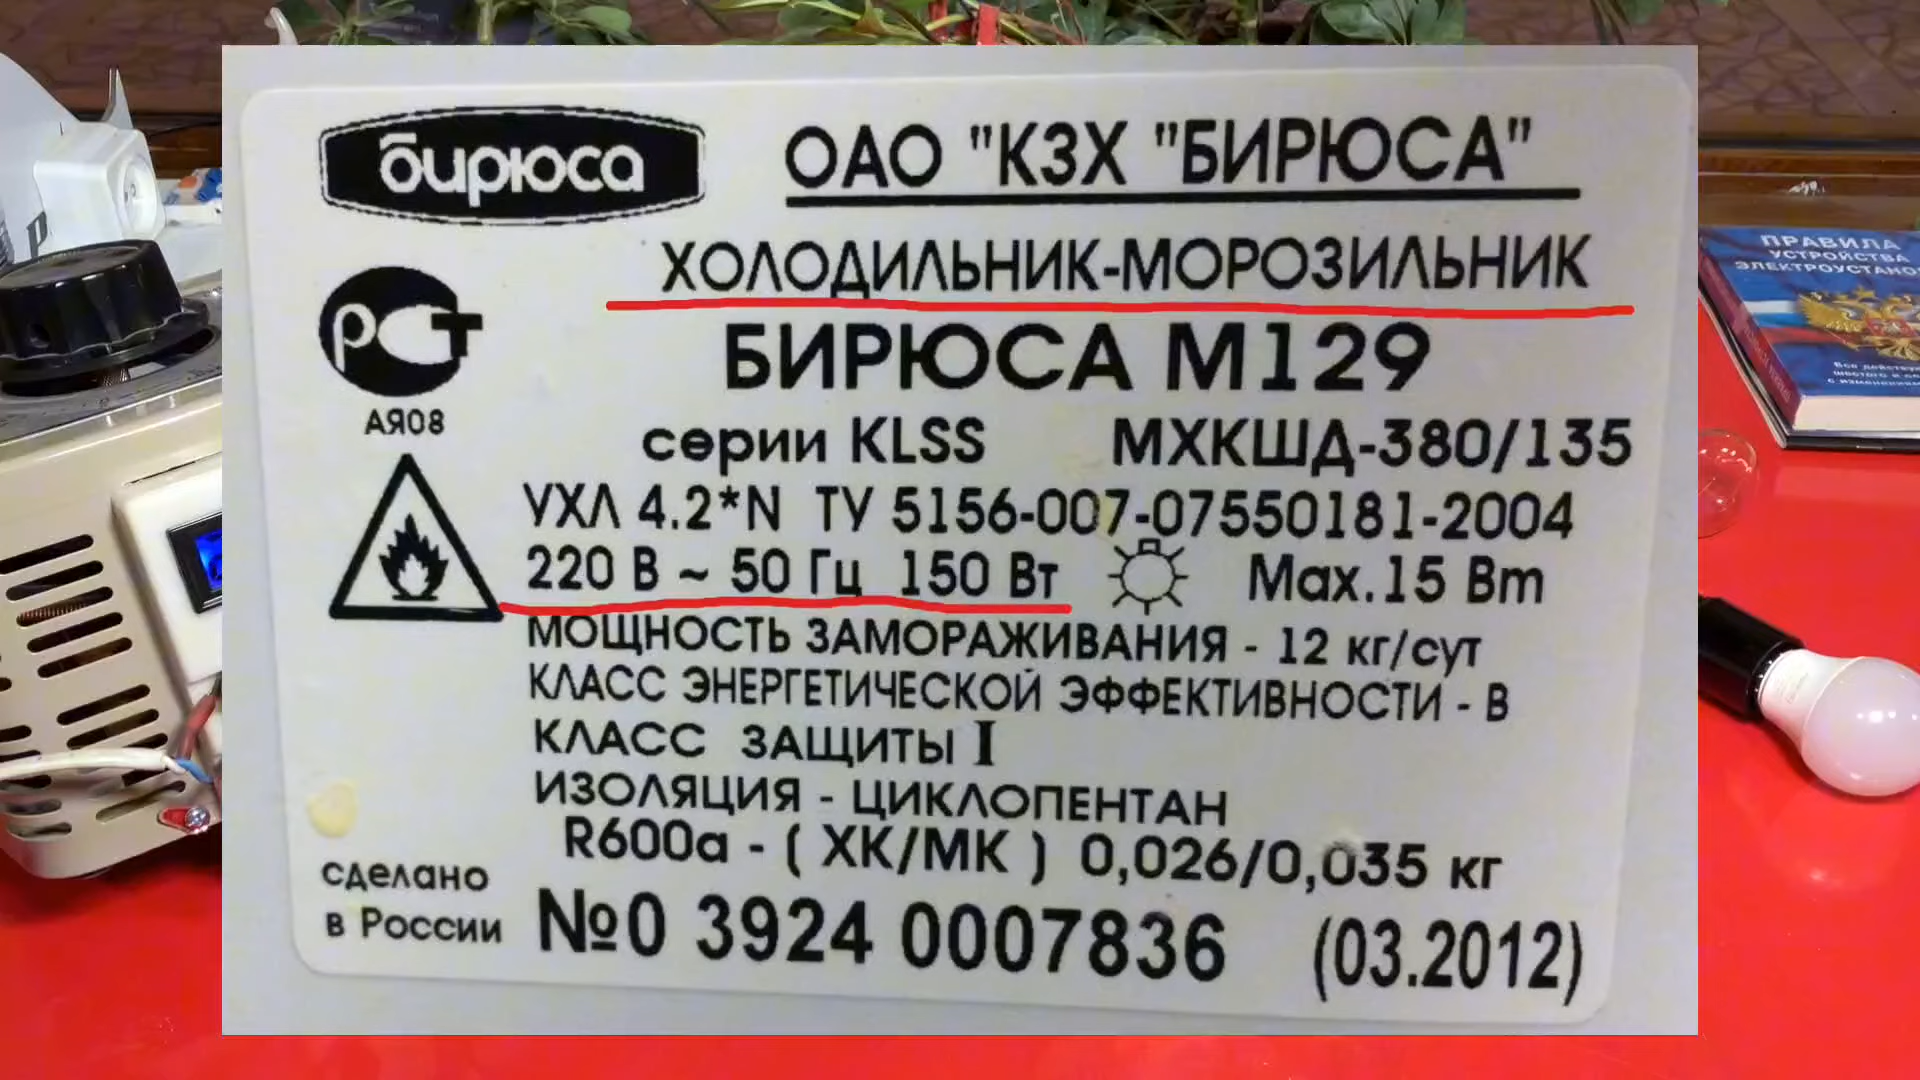 бирюса
ОАО "КЗХ "БИРЮСА"
ХОЛОДИЛЬНИК-МОРОЗИЛЬНИК
БИРЮСА М129
РСТ
АЯ08
серии KLSS МХКШД-380/135
УХЛ 4.2*N ТУ 5156-007-07550181-2004
220 В ~ 50 Гц 150 Вт Max.15 Вт
МОЩНОСТЬ ЗАМОРАЖИВАНИЯ - 12 кг/сут
КЛАСС ЭНЕРГЕТИЧЕСКОЙ ЭФФЕКТИВНОСТИ - В
КЛАСС ЗАЩИТЫ I
ИЗОЛЯЦИЯ - ЦИКЛОПЕНТАН
R600a - ( ХК/МК ) 0,026/0,035 кг
сделано
в России
№0 3924 0007836 (03.2012)
ПРАВИЛА
УСТРОЙСТВА
ЭЛЕКТРОУСТАНО